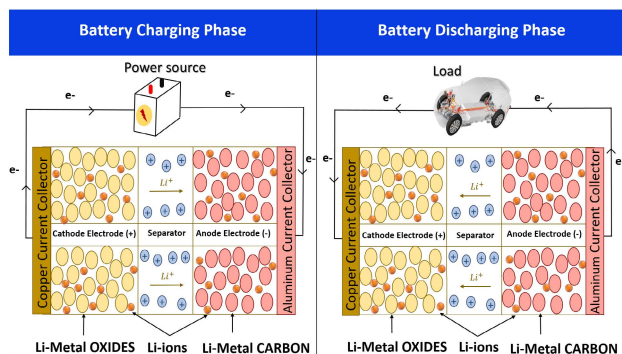 Battery Charging Phase
Power source
e-
e-
e-
e-
Copper Current Collector
Li+
Cathode Electrode (+)
Separator
Anode Electrode (-)
Li+
Aluminum Current Collector
Li-Metal OXIDES
Li-ions
Li-Metal CARBON
Battery Discharging Phase
Load
e-
e-
e-
e-
Copper Current Collector
Li+
Cathode Electrode (+)
Separator
Anode Electrode (-)
Li+
Aluminum Current Collector
Li-Metal OXIDES
Li-ions
Li-Metal CARBON